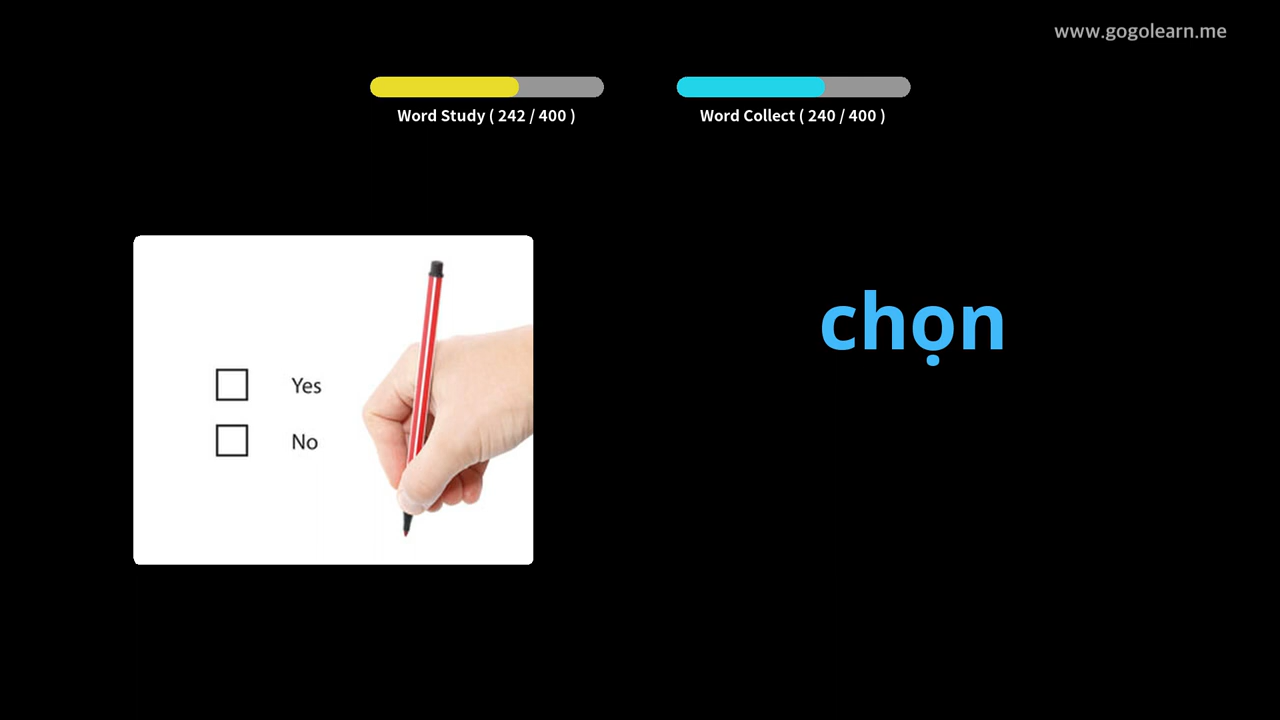 www.gogolearn.me
Word Study ( 242 / 400 )
Word Collect ( 240 / 400 )
chọn
Yes
No